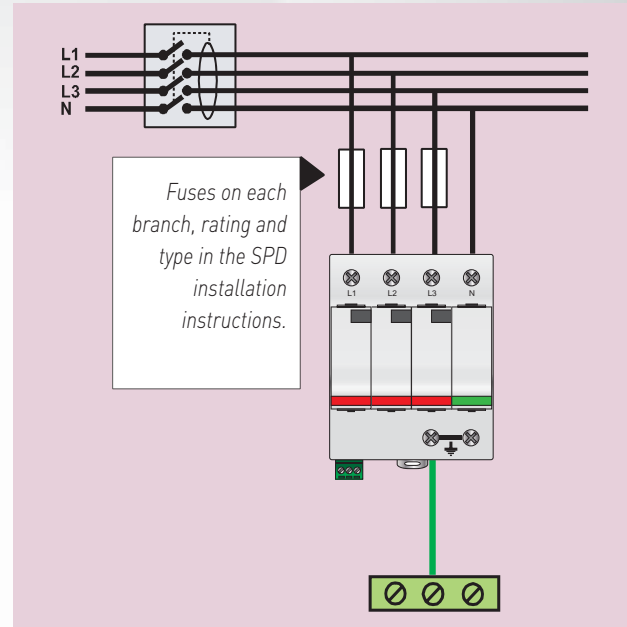 L1
L2
L3
N
Fuses on each
branch, rating and
type in the SPD
installation
instructions.
L1 L2 L3 N